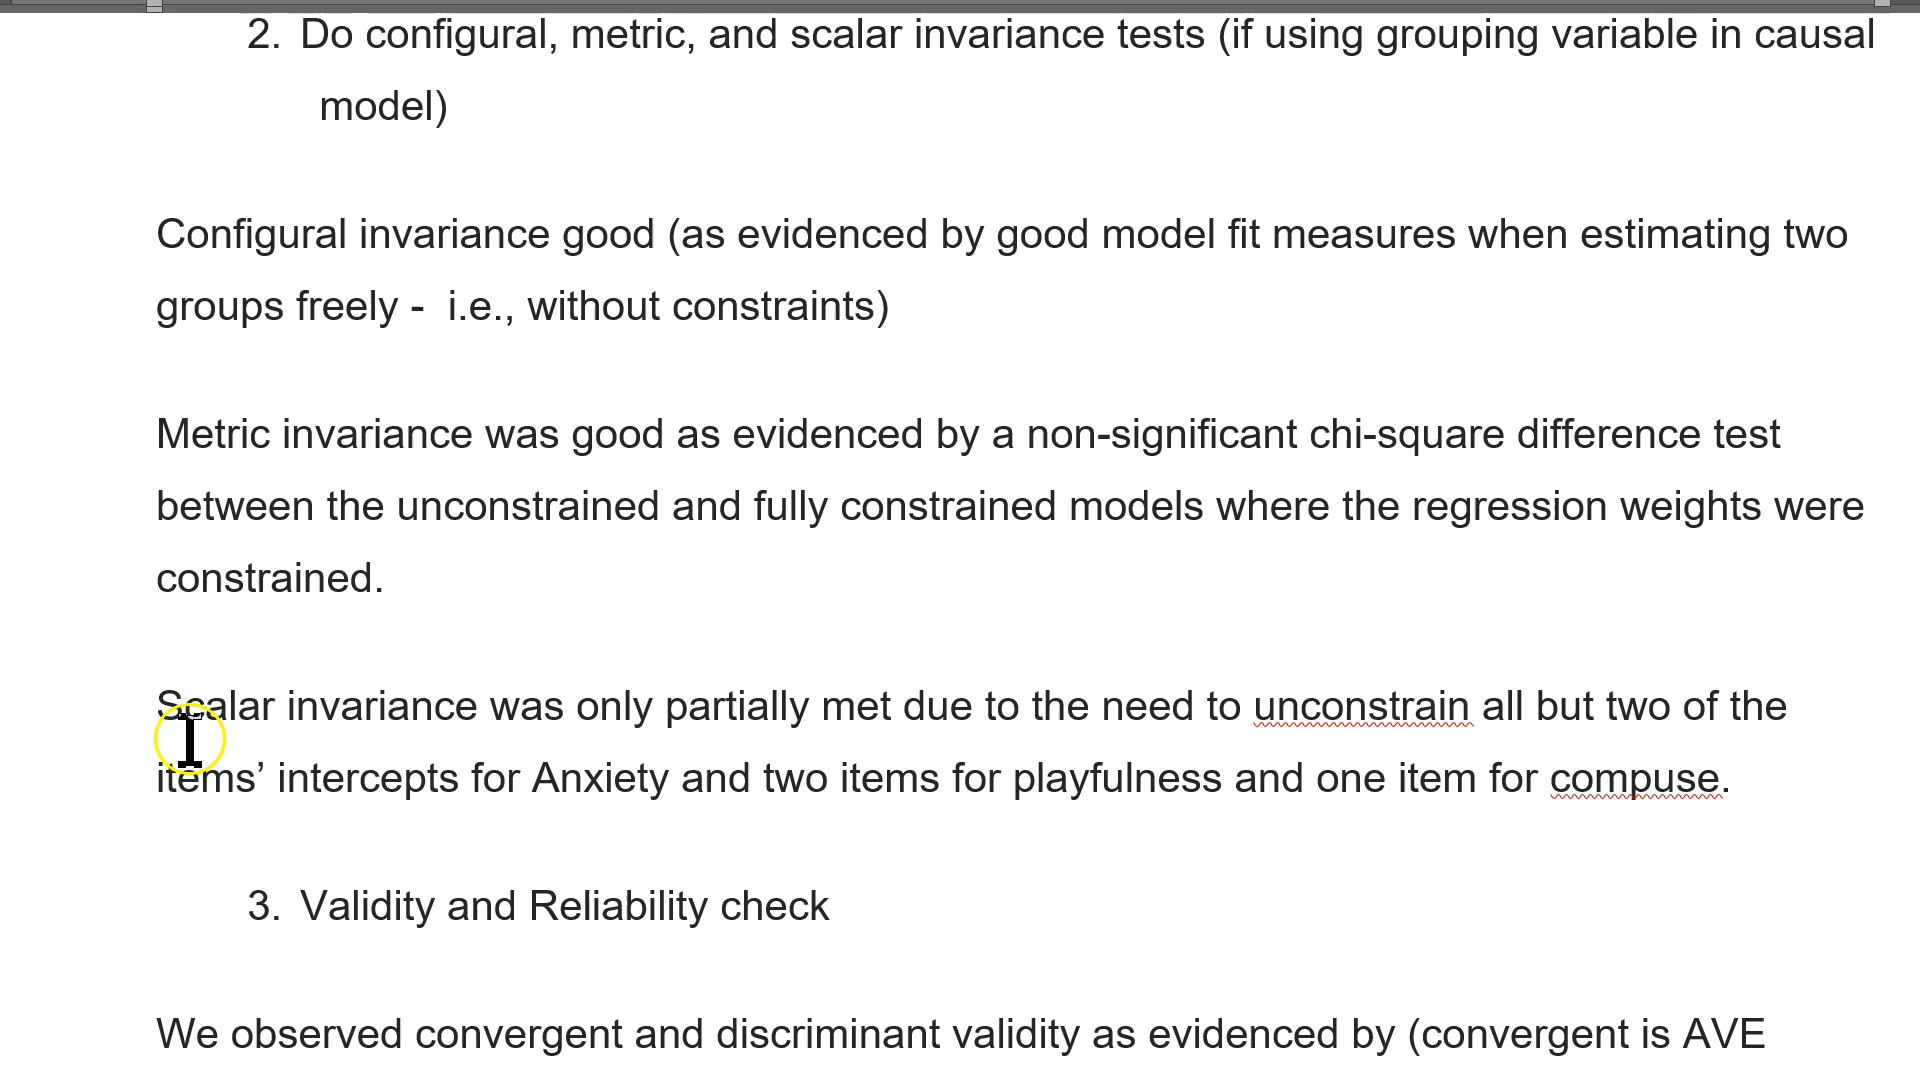 2. Do configural, metric, and scalar invariance tests (if using grouping variable in causal
model)
Configural invariance good (as evidenced by good model fit measures when estimating two
groups freely -  i.e., without constraints)
Metric invariance was good as evidenced by a non-significant chi-square difference test
between the unconstrained and fully constrained models where the regression weights were
constrained.
Scalar invariance was only partially met due to the need to unconstrain all but two of the
items’ intercepts for Anxiety and two items for playfulness and one item for compuse.
3. Validity and Reliability check
We observed convergent and discriminant validity as evidenced by (convergent is AVE